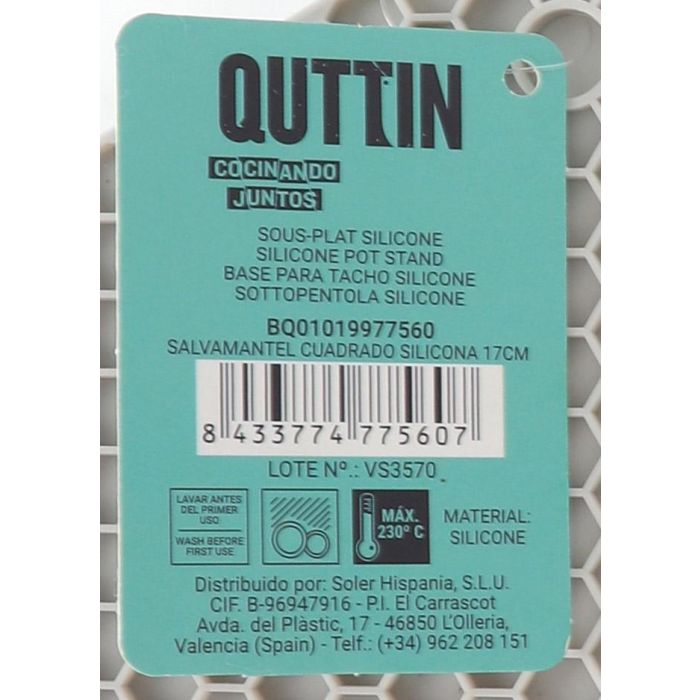 QUTTIN
COCINANDO
JUNTOS
SOUS-PLAT SILICONE
SILICONE POT STAND
BASE PARA TACHO SILICONE
SOTTOPENTOLA SILICONE
BQ01019977560
SALVAMANTEL CUADRADO SILICONA 17CM
8 433774 775607
LOTE Nº.: VS3570
LAVAR ANTES
DEL PRIMER
USO
WASH BEFORE
FIRST USE
MÁX.
230º C
MATERIAL:
SILICONE
Distribuido por: Soler Hispania, S.L.U.
CIF. B-96947916 - P.I. El Carrascot
Avda. del Plàstic, 17 - 46850 L'Olleria,
Valencia (Spain) - Telf.: (+34) 962 208 151